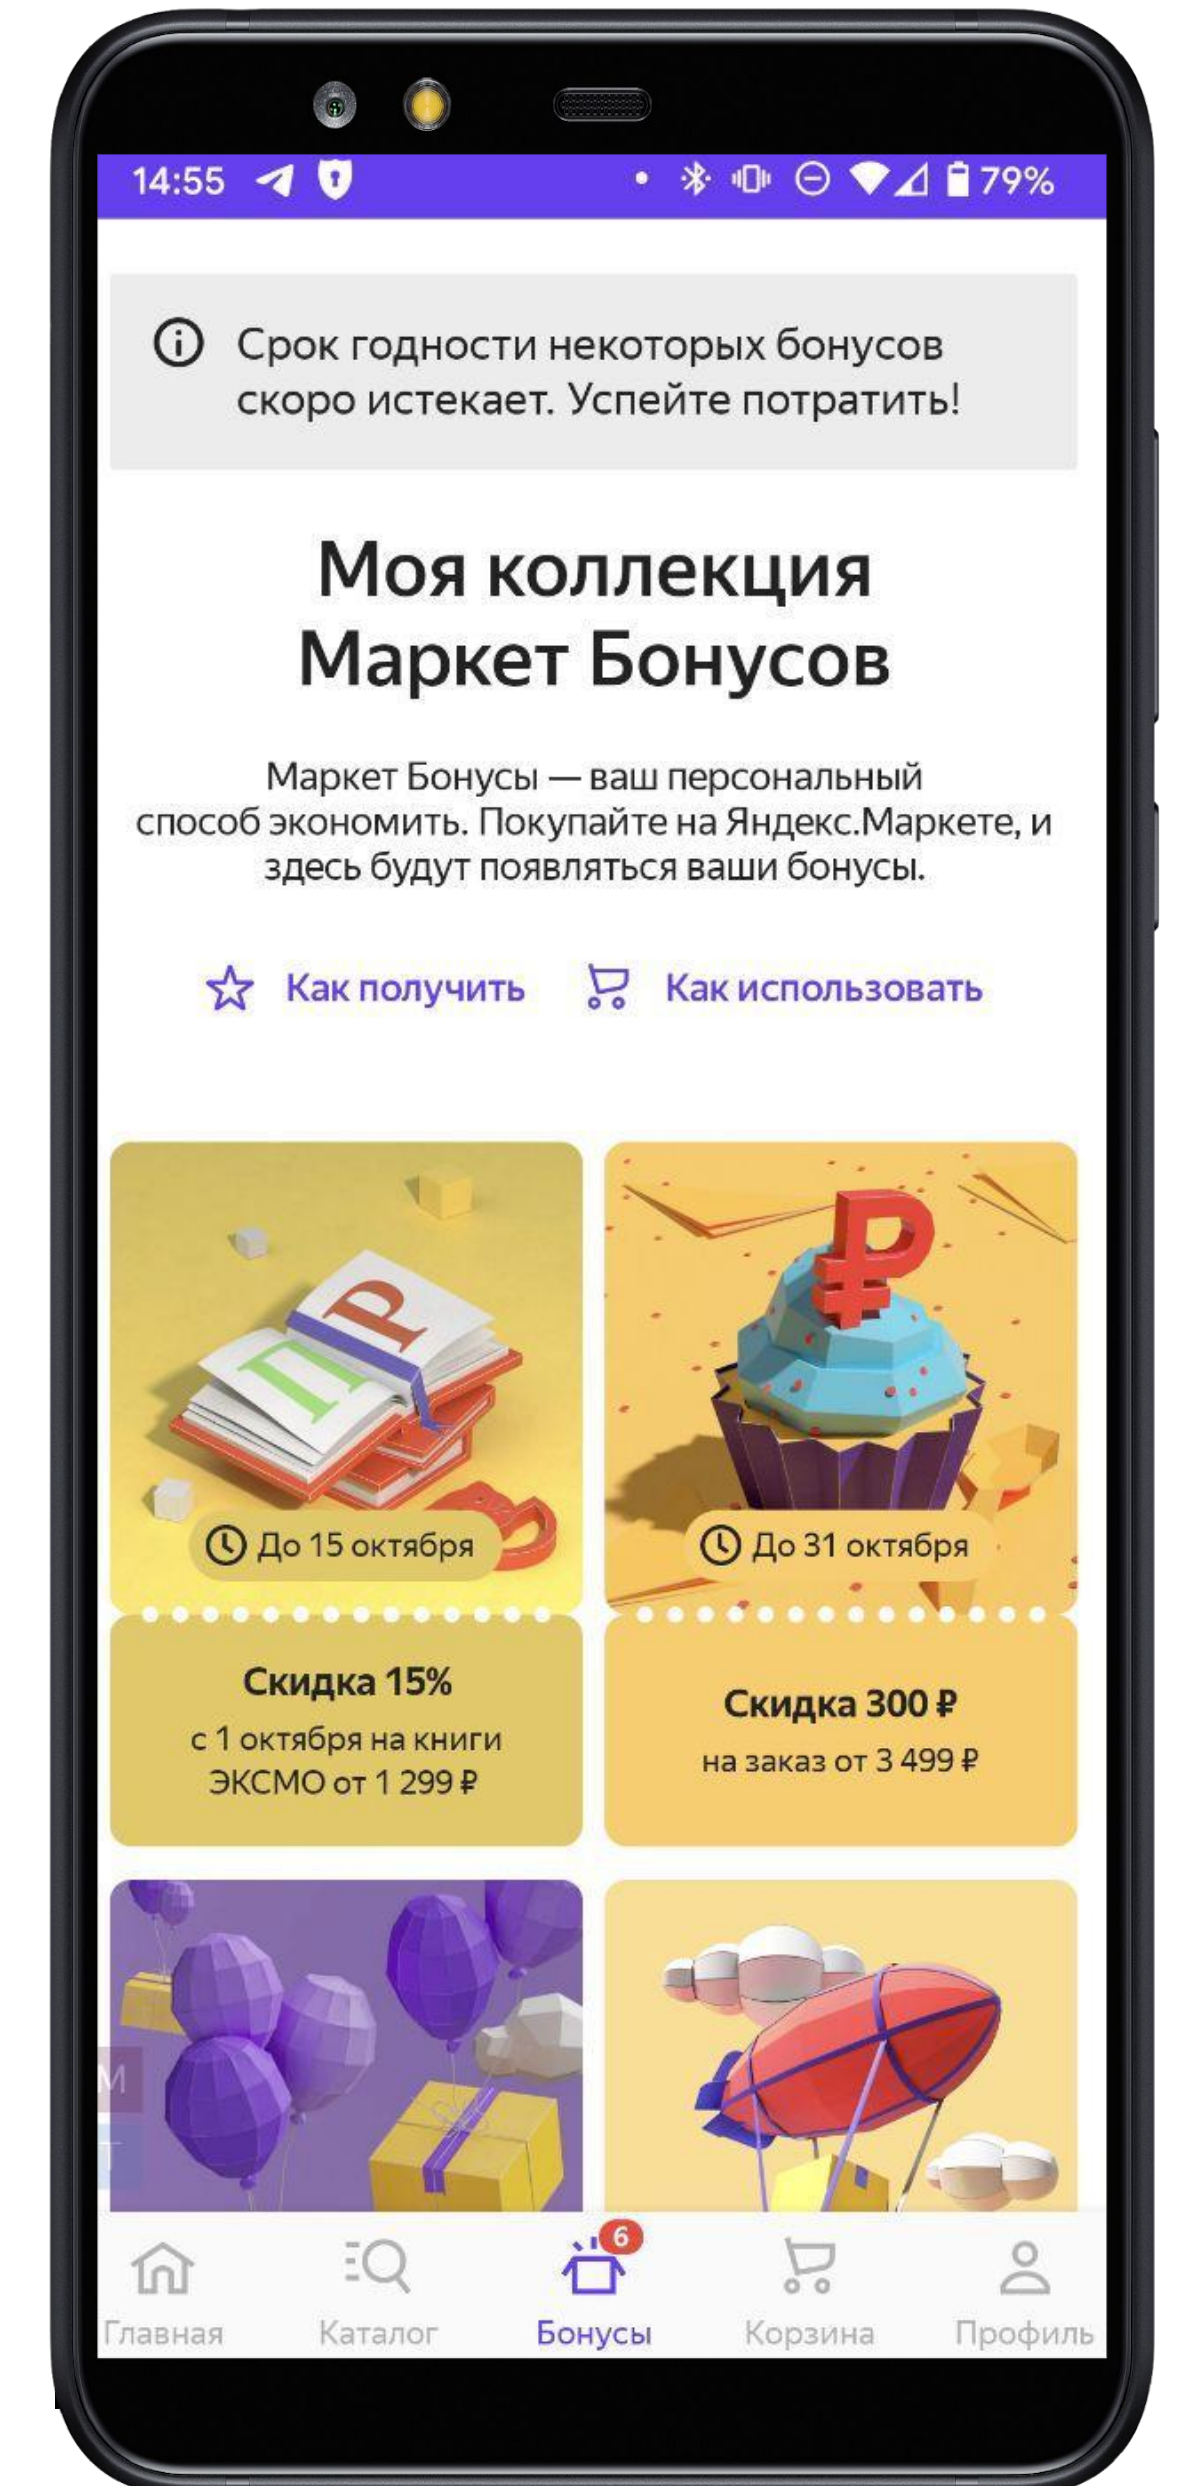 14:55 79%
Срок годности некоторых бонусов
скоро истекает. Успейте потратить!
Моя коллекция
Маркет Бонусов
Маркет Бонусы — ваш персональный
способ экономить. Покупайте на Яндекс.Маркете, и
здесь будут появляться ваши бонусы.
Как получить Как использовать
П Р
₽
До 15 октября
До 31 октября
Скидка 15%
с 1 октября на книги
ЭКСМО от 1 299 ₽
Скидка 300 ₽
на заказ от 3 499 ₽
М
Т
6
Главная Каталог Бонусы Корзина Профиль